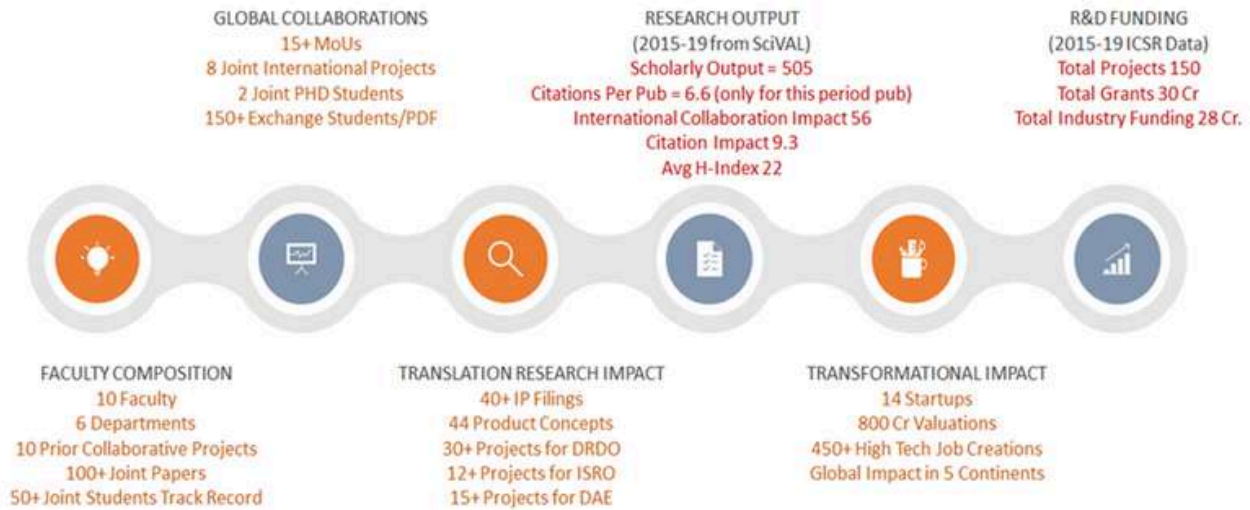 GLOBAL COLLABORATIONS
15+ MoUs
8 Joint International Projects
2 Joint PHD Students
150+ Exchange Students/PDF
RESEARCH OUTPUT
(2015-19 from SciVAL)
Scholarly Output = 505
Citations Per Pub = 6.6 (only for this period pub)
International Collaboration Impact 56
Citation Impact 9.3
Avg H-Index 22
R&D FUNDING
(2015-19 ICSR Data)
Total Projects 150
Total Grants 30 Cr
Total Industry Funding 28 Cr.
FACULTY COMPOSITION
10 Faculty
6 Departments
10 Prior Collaborative Projects
100+ Joint Papers
50+ Joint Students Track Record
TRANSLATION RESEARCH IMPACT
40+ IP Filings
44 Product Concepts
30+ Projects for DRDO
12+ Projects for ISRO
15+ Projects for DAE
TRANSFORMATIONAL IMPACT
14 Startups
800 Cr Valuations
450+ High Tech Job Creations
Global Impact in 5 Continents